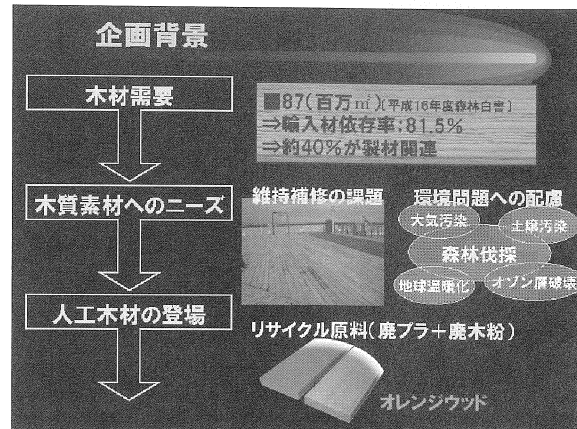 企画背景
木材需要
■87(百万㎥)[平成16年度森林白書]
⇒輸入材依存率:81.5%
⇒約40%が製材関連
木質素材へのニーズ
維持補修の課題
環境問題への配慮
大気汚染
土壌汚染
森林伐採
地球温暖化
オゾン層破壊
人工木材の登場
リサイクル原料(廃プラ+廃木粉)
オレンジウッド